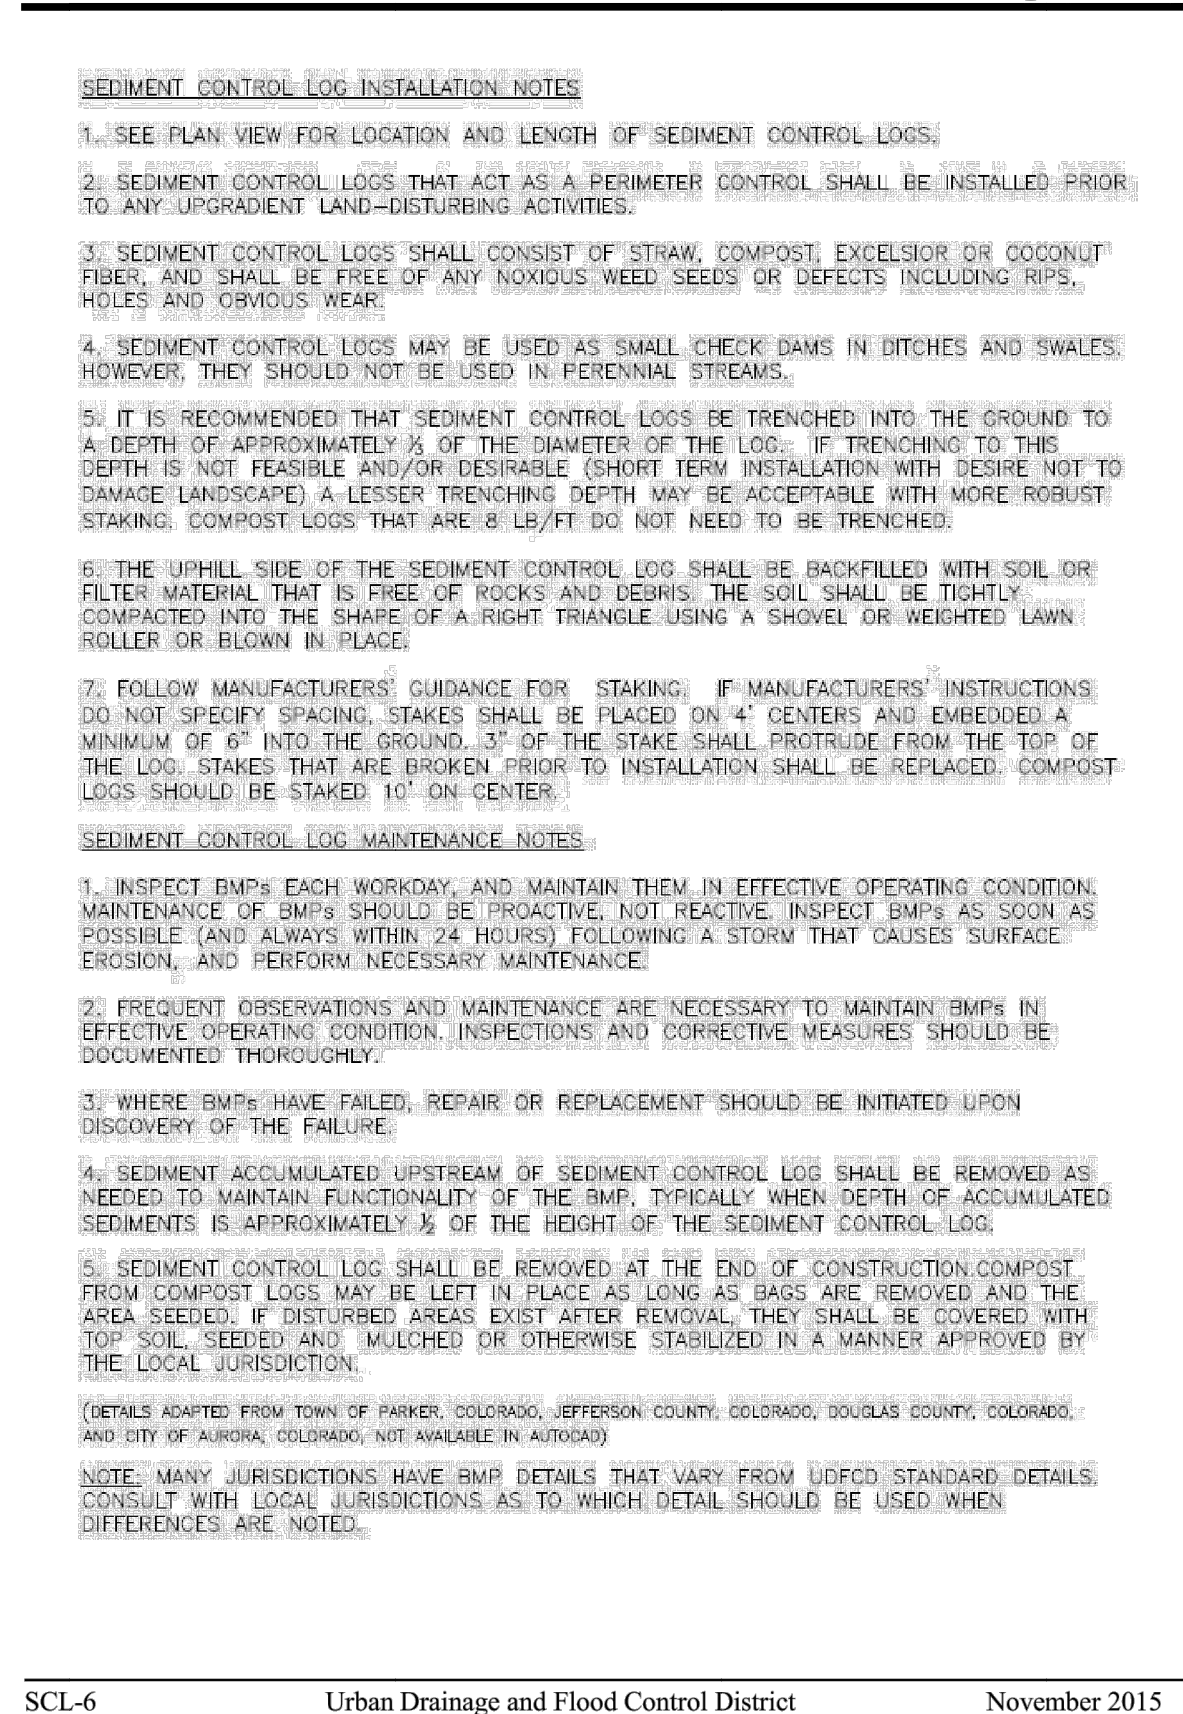 SEDIMENT CONTROL LOG INSTALLATION NOTES
1. SEE PLAN VIEW FOR LOCATION AND LENGTH OF SEDIMENT CONTROL LOGS.
2. SEDIMENT CONTROL LOGS THAT ACT AS A PERIMETER CONTROL SHALL BE INSTALLED PRIOR
TO ANY UPGRADIENT LAND-DISTURBING ACTIVITIES.
3. SEDIMENT CONTROL LOGS SHALL CONSIST OF STRAW, COMPOST, EXCELSIOR OR COCONUT
FIBER, AND SHALL BE FREE OF ANY NOXIOUS WEED SEEDS OR DEFECTS INCLUDING RIPS,
HOLES AND OBVIOUS WEAR.
4. SEDIMENT CONTROL LOGS MAY BE USED AS SMALL CHECK DAMS IN DITCHES AND SWALES.
HOWEVER, THEY SHOULD NOT BE USED IN PERENNIAL STREAMS.
5. IT IS RECOMMENDED THAT SEDIMENT CONTROL LOGS BE TRENCHED INTO THE GROUND TO
A DEPTH OF APPROXIMATELY ⅓ OF THE DIAMETER OF THE LOG. IF TRENCHING TO THIS
DEPTH IS NOT FEASIBLE AND/OR DESIRABLE (SHORT TERM INSTALLATION WITH DESIRE NOT TO
DAMAGE LANDSCAPE) A LESSER TRENCHING DEPTH MAY BE ACCEPTABLE WITH MORE ROBUST
STAKING. COMPOST LOGS THAT ARE 8 LB/FT DO NOT NEED TO BE TRENCHED.
6. THE UPHILL SIDE OF THE SEDIMENT CONTROL LOG SHALL BE BACKFILLED WITH SOIL OR
FILTER MATERIAL THAT IS FREE OF ROCKS AND DEBRIS. THE SOIL SHALL BE TIGHTLY
COMPACTED INTO THE SHAPE OF A RIGHT TRIANGLE USING A SHOVEL OR WEIGHTED LAWN
ROLLER OR BLOWN IN PLACE.
7. FOLLOW MANUFACTURERS' GUIDANCE FOR STAKING. IF MANUFACTURERS' INSTRUCTIONS
DO NOT SPECIFY SPACING, STAKES SHALL BE PLACED ON 4' CENTERS AND EMBEDDED A
MINIMUM OF 6" INTO THE GROUND. 3" OF THE STAKE SHALL PROTRUDE FROM THE TOP OF
THE LOG. STAKES THAT ARE BROKEN PRIOR TO INSTALLATION SHALL BE REPLACED. COMPOST
LOGS SHOULD BE STAKED 10' ON CENTER.
SEDIMENT CONTROL LOG MAINTENANCE NOTES
1. INSPECT BMPs EACH WORKDAY, AND MAINTAIN THEM IN EFFECTIVE OPERATING CONDITION.
MAINTENANCE OF BMPs SHOULD BE PROACTIVE, NOT REACTIVE. INSPECT BMPs AS SOON AS
POSSIBLE (AND ALWAYS WITHIN 24 HOURS) FOLLOWING A STORM THAT CAUSES SURFACE
EROSION, AND PERFORM NECESSARY MAINTENANCE.
2. FREQUENT OBSERVATIONS AND MAINTENANCE ARE NECESSARY TO MAINTAIN BMPs IN
EFFECTIVE OPERATING CONDITION. INSPECTIONS AND CORRECTIVE MEASURES SHOULD BE
DOCUMENTED THOROUGHLY.
3. WHERE BMPs HAVE FAILED, REPAIR OR REPLACEMENT SHOULD BE INITIATED UPON
DISCOVERY OF THE FAILURE.
4. SEDIMENT ACCUMULATED UPSTREAM OF SEDIMENT CONTROL LOG SHALL BE REMOVED AS
NEEDED TO MAINTAIN FUNCTIONALITY OF THE BMP, TYPICALLY WHEN DEPTH OF ACCUMULATED
SEDIMENTS IS APPROXIMATELY ½ OF THE HEIGHT OF THE SEDIMENT CONTROL LOG.
5. SEDIMENT CONTROL LOG SHALL BE REMOVED AT THE END OF CONSTRUCTION.COMPOST
FROM COMPOST LOGS MAY BE LEFT IN PLACE AS LONG AS BAGS ARE REMOVED AND THE
AREA SEEDED. IF DISTURBED AREAS EXIST AFTER REMOVAL, THEY SHALL BE COVERED WITH
TOP SOIL, SEEDED AND MULCHED OR OTHERWISE STABILIZED IN A MANNER APPROVED BY
THE LOCAL JURISDICTION.
(DETAILS ADAPTED FROM TOWN OF PARKER, COLORADO, JEFFERSON COUNTY, COLORADO, DOUGLAS COUNTY, COLORADO,
AND CITY OF AURORA, COLORADO, NOT AVAILABLE IN AUTOCAD)
NOTE: MANY JURISDICTIONS HAVE BMP DETAILS THAT VARY FROM UDFCD STANDARD DETAILS.
CONSULT WITH LOCAL JURISDICTIONS AS TO WHICH DETAIL SHOULD BE USED WHEN
DIFFERENCES ARE NOTED.
SCL-6 Urban Drainage and Flood Control District November 2015